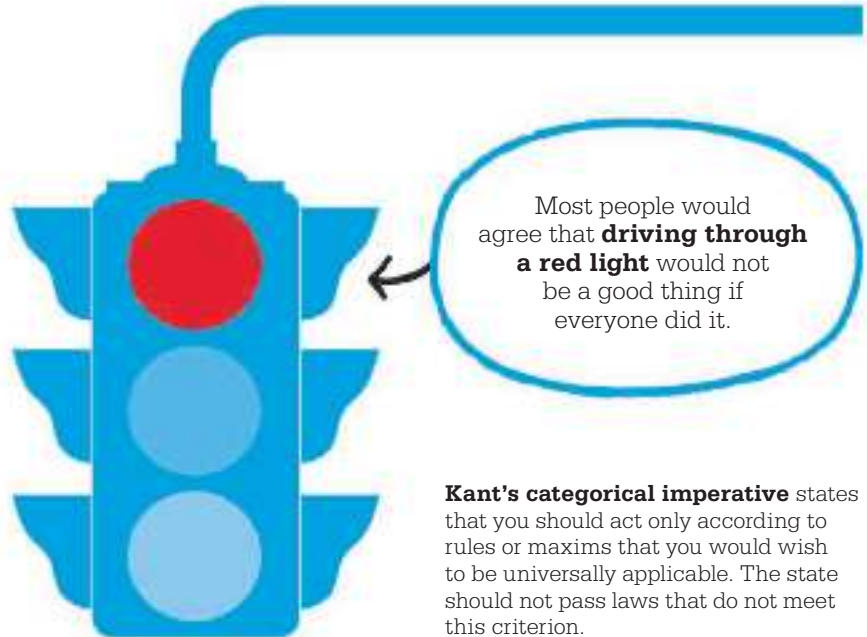 Most people would
agree that driving through
a red light would not
be a good thing if
everyone did it.
Kant's categorical imperative states
that you should act only according to
rules or maxims that you would wish
to be universally applicable. The state
should not pass laws that do not meet
this criterion.